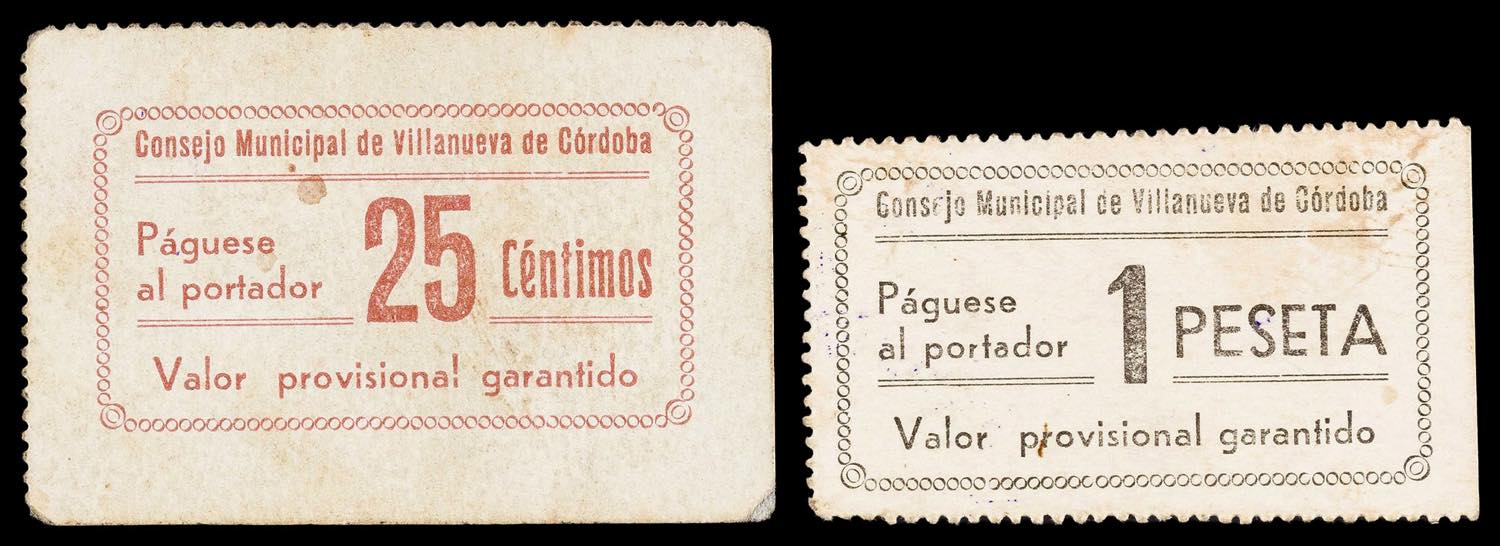 Consejo Municipal de Villanueva de Córdoba
Páguese
al portador
25 Céntimos
Valor provisional garantido
Consejo Municipal de Villanueva de Córdoba
Páguese
al portador
1 PESETA
Valor provisional garantido